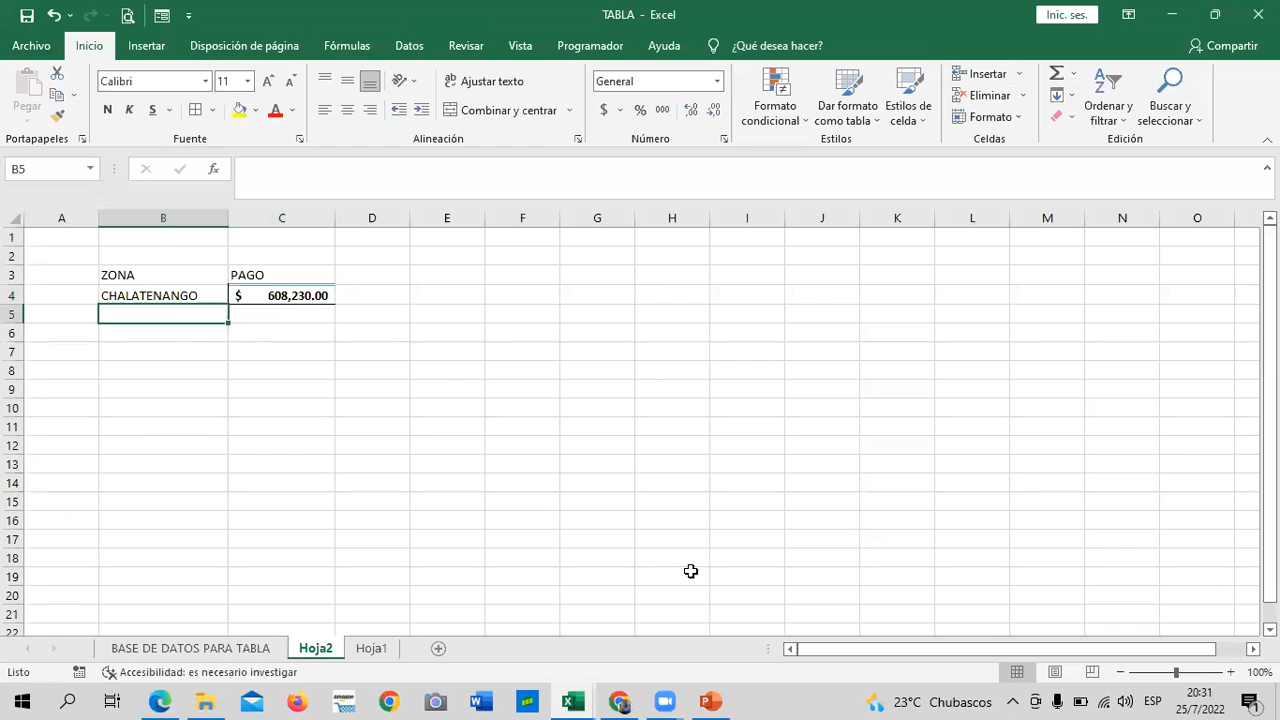 TABLA - Excel
Inic. ses.
Archivo Inicio Insertar Disposición de página Fórmulas Datos Revisar Vista Programador Ayuda ¿Qué desea hacer? Compartir
Pegar
Calibri 11
Ajustar texto
General
Formato condicional
Dar formato como tabla
Estilos de celda
Insertar
Eliminar
Formato
Ordenar y filtrar
Buscar y seleccionar
N K S
Combinar y centrar
$ % 000
Portapapeles Fuente Alineación Número Estilos Celdas Edición
B5 fx
A B C D E F G H I J K L M N O
1
2
3 ZONA PAGO
4 CHALATENANGO $ 608,230.00
5
6
7
8
9
10
11
12
13
14
15
16
17
18
19
20
21
22
BASE DE DATOS PARA TABLA Hoja2 Hoja1
Listo Accesibilidad: es necesario investigar 100%
23°C Chubascos ESP 20:31
25/7/2022